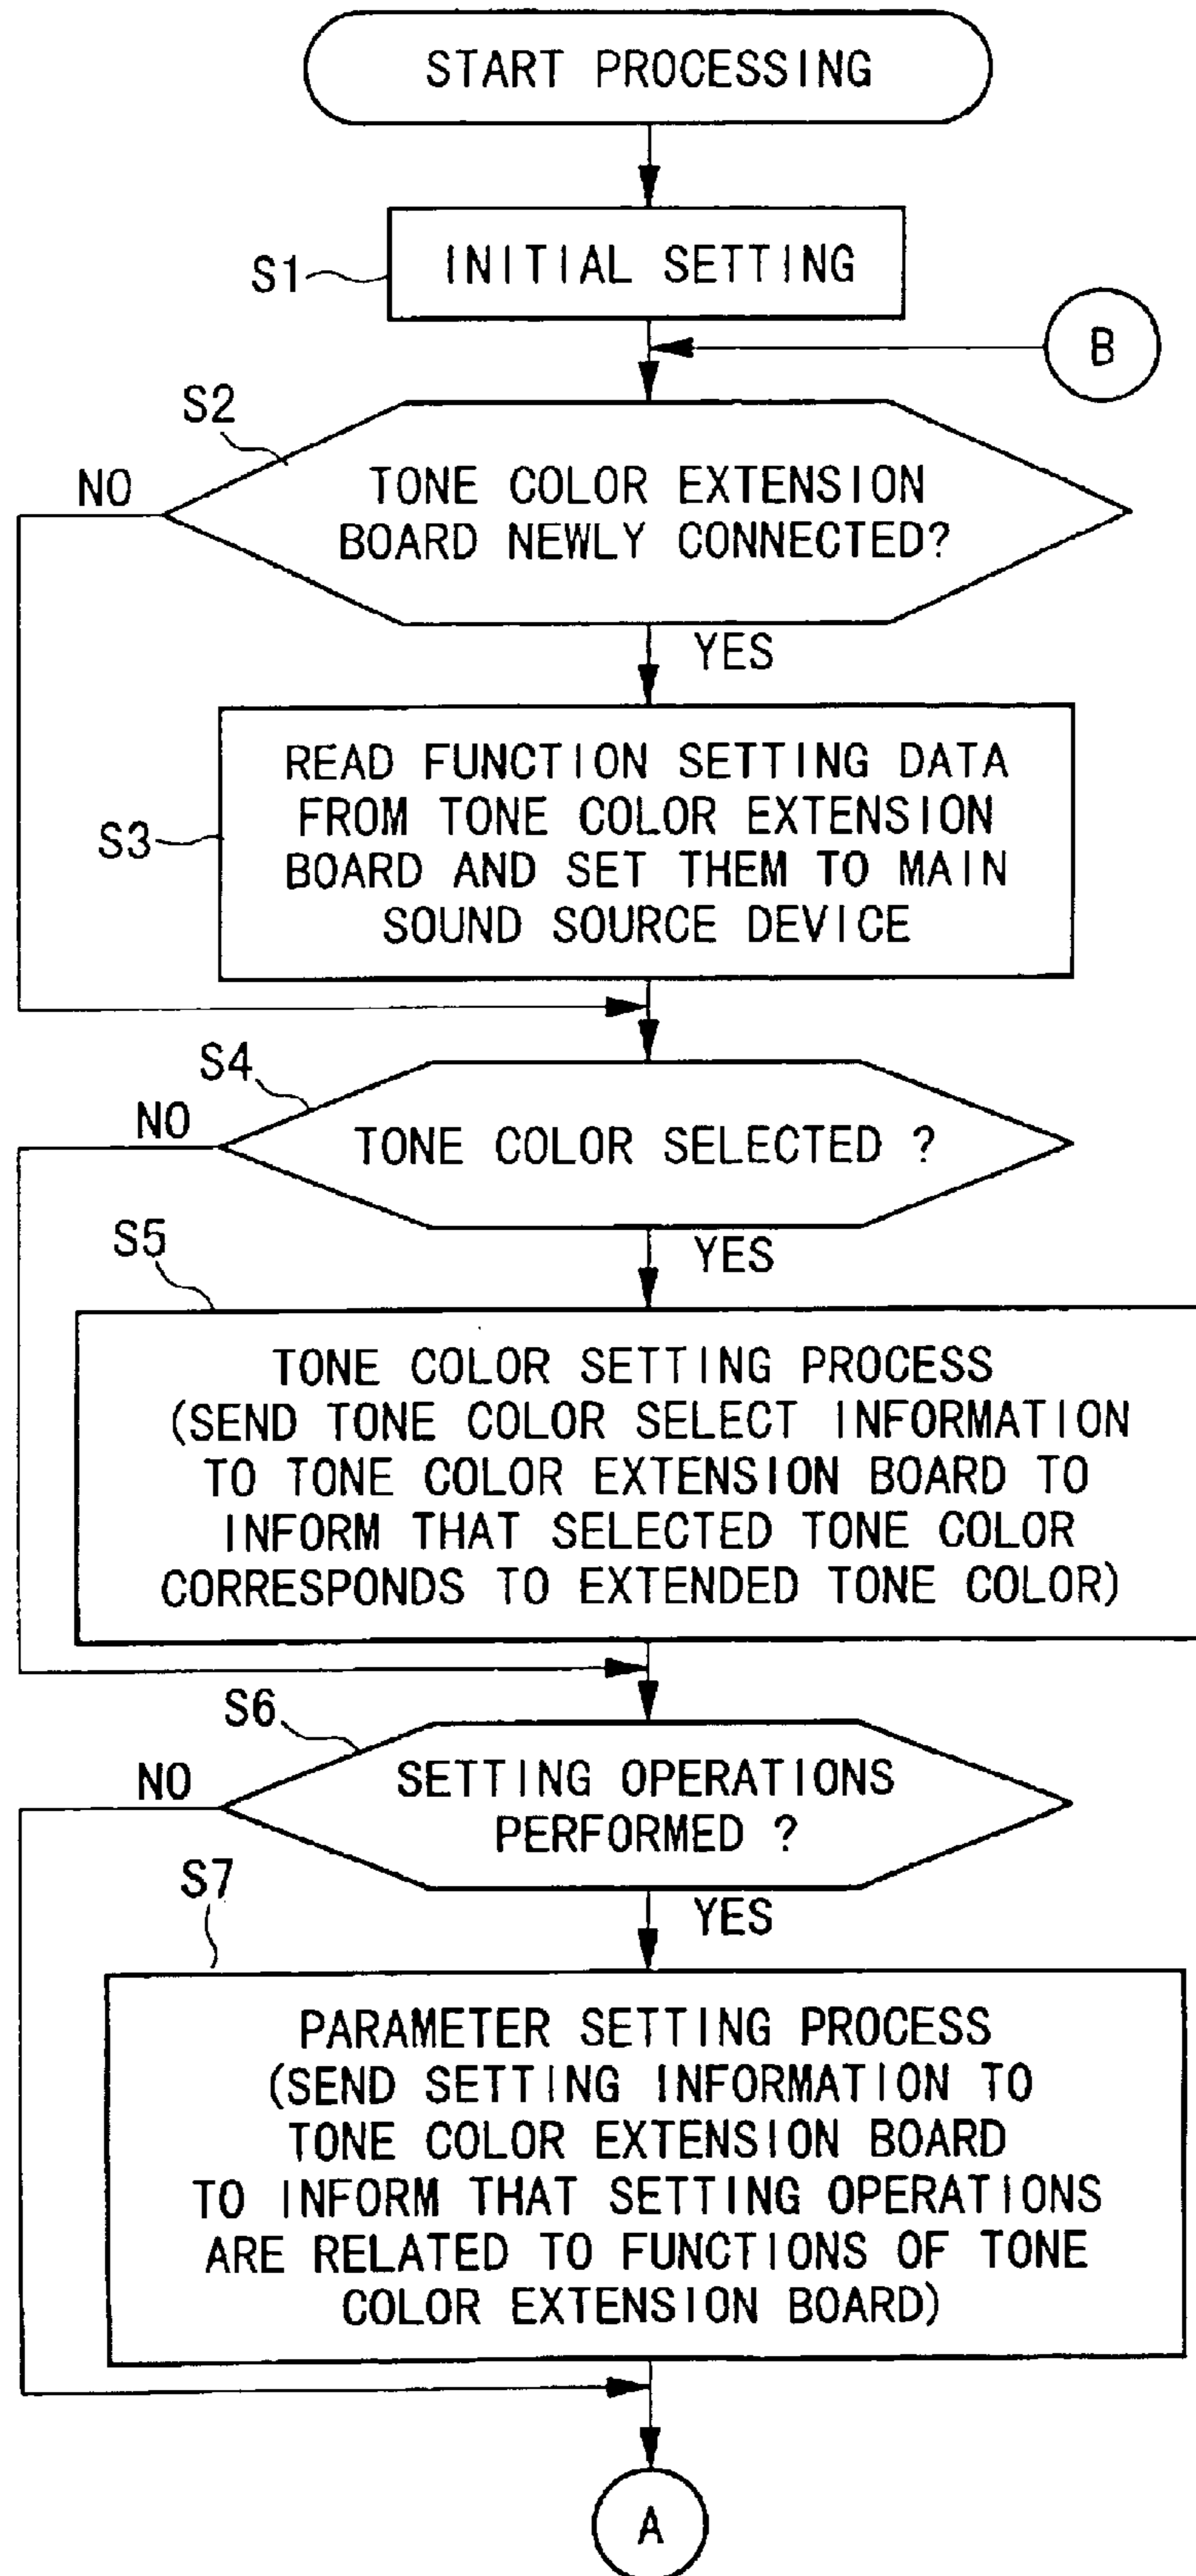 START PROCESSING
S1
INITIAL SETTING
B
S2
NO
TONE COLOR EXTENSION
BOARD NEWLY CONNECTED?
YES
S3
READ FUNCTION SETTING DATA
FROM TONE COLOR EXTENSION
BOARD AND SET THEM TO MAIN
SOUND SOURCE DEVICE
S4
NO
TONE COLOR SELECTED ?
YES
S5
TONE COLOR SETTING PROCESS
(SEND TONE COLOR SELECT INFORMATION
TO TONE COLOR EXTENSION BOARD TO
INFORM THAT SELECTED TONE COLOR
CORRESPONDS TO EXTENDED TONE COLOR)
S6
NO
SETTING OPERATIONS
PERFORMED ?
YES
S7
PARAMETER SETTING PROCESS
(SEND SETTING INFORMATION TO
TONE COLOR EXTENSION BOARD
TO INFORM THAT SETTING OPERATIONS
ARE RELATED TO FUNCTIONS OF TONE
COLOR EXTENSION BOARD)
A